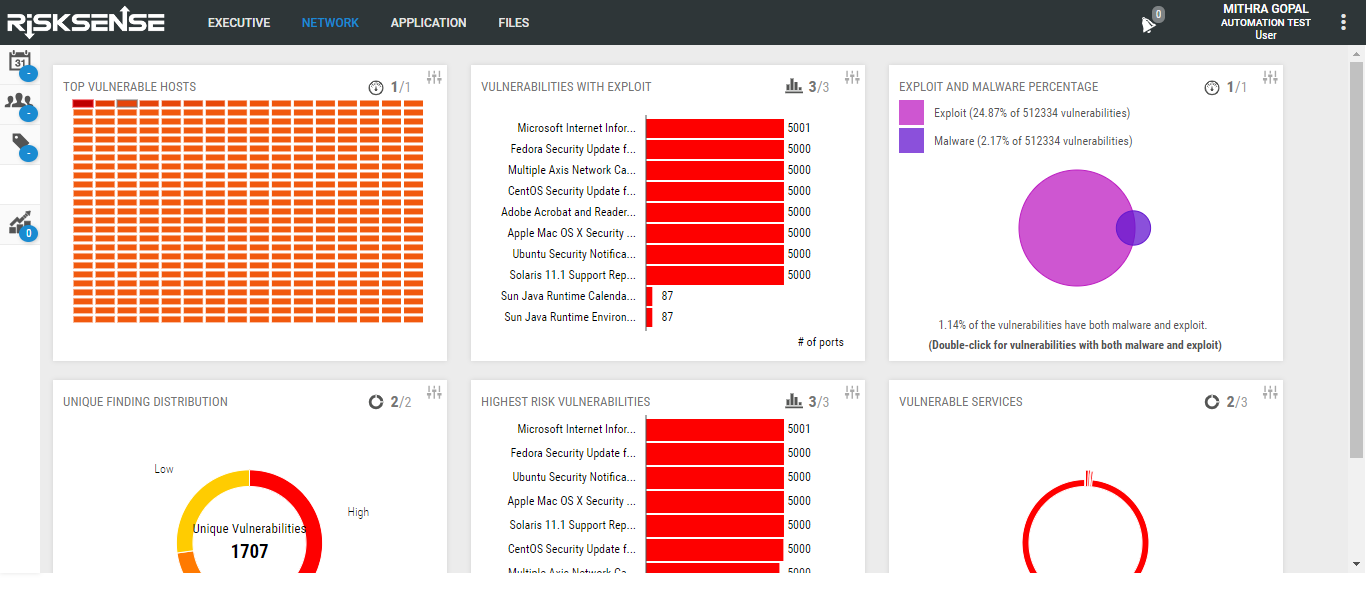 RiSKSENSE
EXECUTIVE
NETWORK
APPLICATION
FILES
0
MITHRA GOPAL
AUTOMATION TEST
User
31
-
-
-
0
TOP VULNERABLE HOSTS
1/1
VULNERABILITIES WITH EXPLOIT
3/3
Microsoft Internet Infor... 5001
Fedora Security Update f... 5000
Multiple Axis Network Ca... 5000
CentOS Security Update f... 5000
Adobe Acrobat and Reader... 5000
Apple Mac OS X Security ... 5000
Ubuntu Security Notifica... 5000
Solaris 11.1 Support Rep... 5000
Sun Java Runtime Calenda... 87
Sun Java Runtime Environ... 87
# of ports
EXPLOIT AND MALWARE PERCENTAGE
1/1
Exploit (24.87% of 512334 vulnerabilities)
Malware (2.17% of 512334 vulnerabilities)
1.14% of the vulnerabilities have both malware and exploit.
(Double-click for vulnerabilities with both malware and exploit)
UNIQUE FINDING DISTRIBUTION
2/2
Low
High
Unique Vulnerabilities
1707
HIGHEST RISK VULNERABILITIES
3/3
Microsoft Internet Infor... 5001
Fedora Security Update f... 5000
Ubuntu Security Notifica... 5000
Apple Mac OS X Security ... 5000
Solaris 11.1 Support Rep... 5000
CentOS Security Update f... 5000
Multiple Axis Network Ca... 5000
VULNERABLE SERVICES
2/3